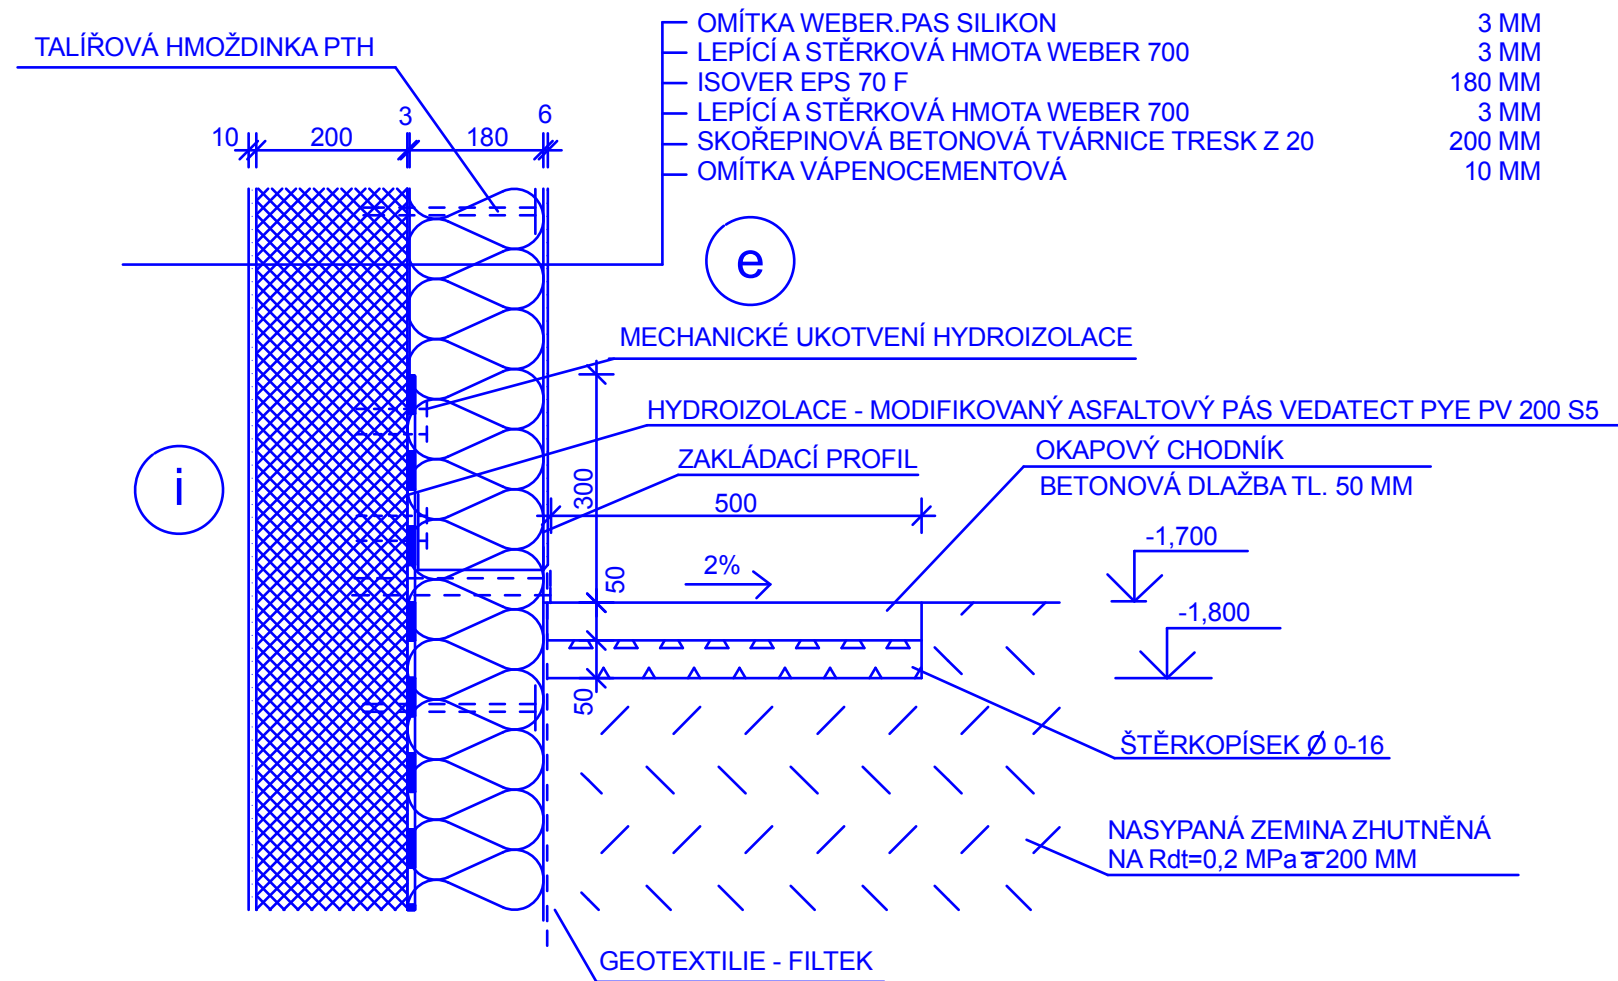 OMÍTKA WEBER.PAS SILIKON 3 MM
LEPÍCÍ A STĚRKOVÁ HMOTA WEBER 700 3 MM
ISOVER EPS 70 F 180 MM
LEPÍCÍ A STĚRKOVÁ HMOTA WEBER 700 3 MM
SKOŘEPINOVÁ BETONOVÁ TVÁRNICE TRESK Z 20 200 MM
OMÍTKA VÁPENOCEMENTOVÁ 10 MM
TALÍŘOVÁ HMOŽDINKA PTH
10 200 3 180 6
e
MECHANICKÉ UKOTVENÍ HYDROIZOLACE
HYDROIZOLACE - MODIFIKOVANÝ ASFALTOVÝ PÁS VEDATECT PYE PV 200 S5
i
ZAKLÁDACÍ PROFIL
OKAPOVÝ CHODNÍK
BETONOVÁ DLAŽBA TL. 50 MM
300
500
-1,700
2%
50
-1,800
50
ŠTĚRKOPÍSEK Ø 0-16
NASYPANÁ ZEMINA ZHUTNĚNÁ
NA Rdt=0,2 MPa a 200 MM
GEOTEXTILIE - FILTEK